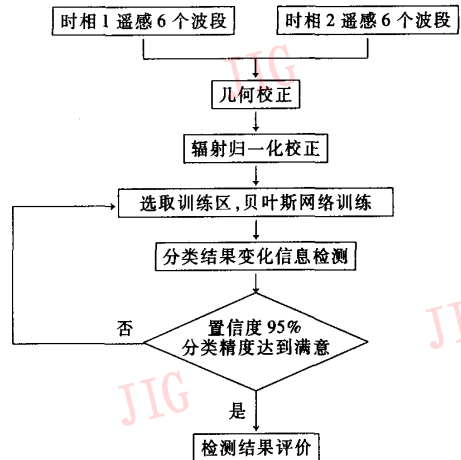 时相1遥感6个波段
时相2遥感6个波段
JIG
几何校正
辐射归一化校正
选取训练区,贝叶斯网络训练
分类结果变化信息检测
否
置信度95%
分类精度达到满意
JIG
JIG
是
检测结果评价